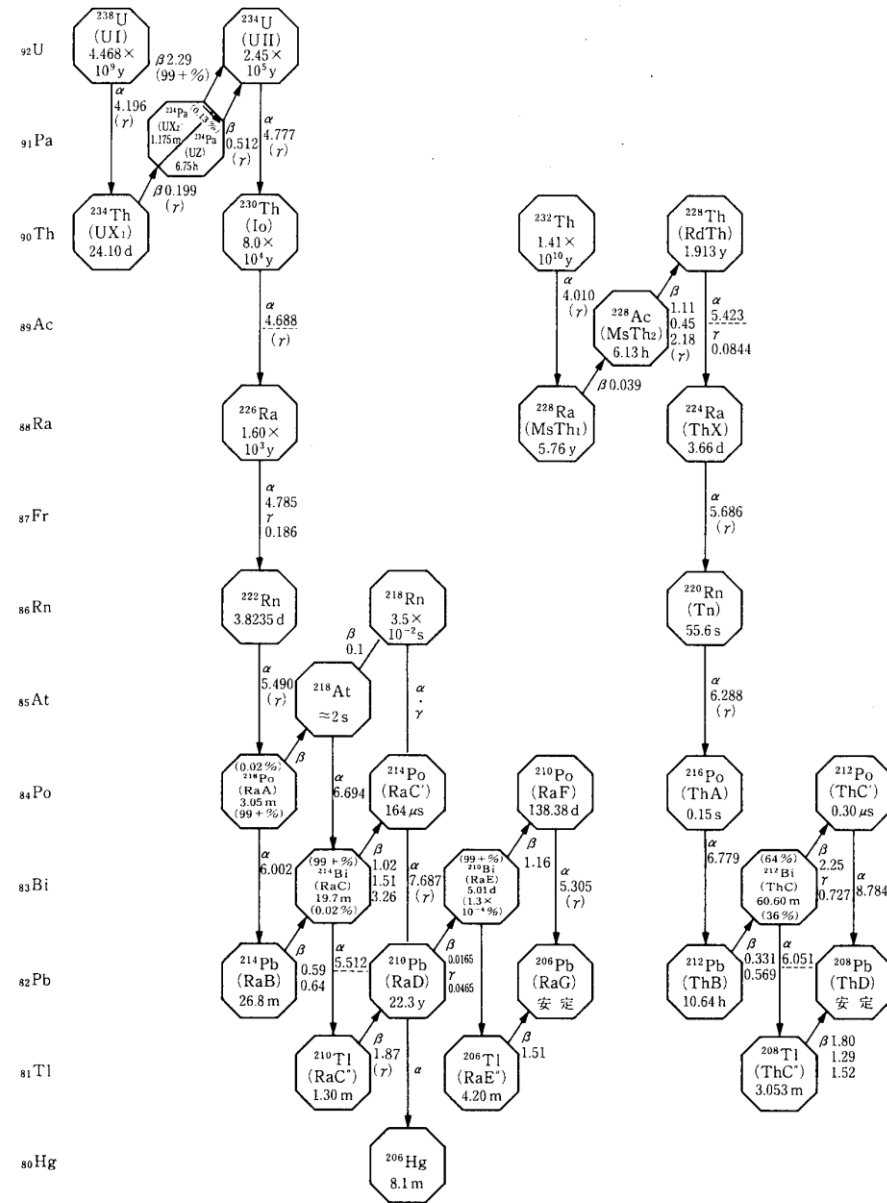 ₉₂U
²³⁸U
(UI)
4.468×
10⁹y
β2.29
(99+%)
²³⁴U
(UII)
2.45×
10⁵y
α
4.196
(γ)
₉₁Pa
(0.13%)
²³⁴Pa
(UX₂)
1.175m
²³⁴Pa
(UZ)
6.75h
β
0.512
(γ)
α
4.777
(γ)
β0.199
(γ)
₉₀Th
²³⁴Th
(UX₁)
24.10d
²³⁰Th
(Io)
8.0×
10⁴y
²³²Th
1.41×
10¹⁰y
²²⁸Th
(RdTh)
1.913y
₈₉Ac
α
4.688
(γ)
α
4.010
(γ)
²²⁸Ac
(MsTh₂)
6.13h
β
1.11
0.45
2.18
(γ)
α
5.423
γ
0.0844
β0.039
₈₈Ra
²²⁶Ra
1.60×
10³y
²²⁸Ra
(MsTh₁)
5.76y
²²⁴Ra
(ThX)
3.66d
₈₇Fr
α
4.785
γ
0.186
α
5.686
(γ)
₈₆Rn
²²²Rn
3.8235d
²¹⁸Rn
3.5×
10⁻²s
²²⁰Rn
(Tn)
55.6s
β
0.1
₈₅At
α
5.490
(γ)
²¹⁸At
≈2s
α
γ
α
6.288
(γ)
β
₈₄Po
(0.02%)
²¹⁸Po
(RaA)
3.05m
(99+%)
α
6.694
²¹⁴Po
(RaC′)
164μs
²¹⁰Po
(RaF)
138.38d
²¹⁶Po
(ThA)
0.15s
²¹²Po
(ThC′)
0.30μs
₈₃Bi
α
6.002
(99+%)
²¹⁴Bi
(RaC)
19.7m
(0.02%)
β
1.02
1.51
3.26
α
7.687
(γ)
(99+%)
²¹⁰Bi
(RaE)
5.01d
(1.3×
10⁻⁴%)
β
1.16
α
5.305
(γ)
α
6.779
(64%)
²¹²Bi
(ThC)
60.60m
(36%)
β
2.25
γ
0.727
α
8.784
₈₂Pb
²¹⁴Pb
(RaB)
26.8m
β
0.59
0.64
α
5.512
²¹⁰Pb
(RaD)
22.3y
β
0.0165
γ
0.0465
²⁰⁶Pb
(RaG)
安定
²¹²Pb
(ThB)
10.64h
β
0.331
0.569
α
6.051
²⁰⁸Pb
(ThD)
安定
₈₁Tl
²¹⁰Tl
(RaC″)
1.30m
β
1.87
(γ)
α
²⁰⁶Tl
(RaE″)
4.20m
β
1.51
²⁰⁸Tl
(ThC″)
3.053m
β1.80
1.29
1.52
₈₀Hg
²⁰⁶Hg
8.1m